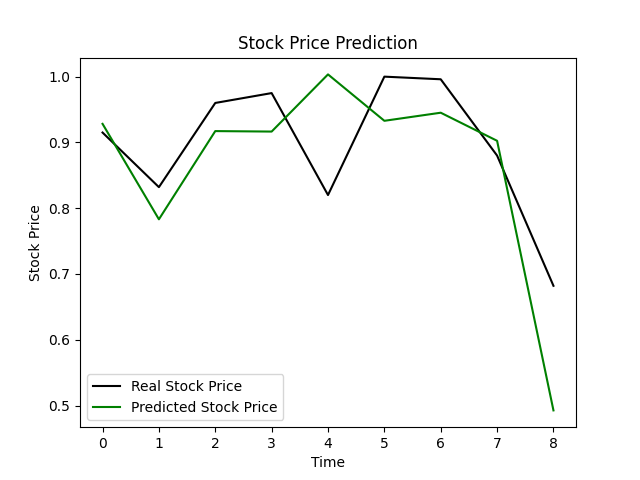 Stock Price Prediction
Stock Price
1.0
0.9
0.8
0.7
0.6
0.5
Real Stock Price
Predicted Stock Price
0 1 2 3 4 5 6 7 8
Time